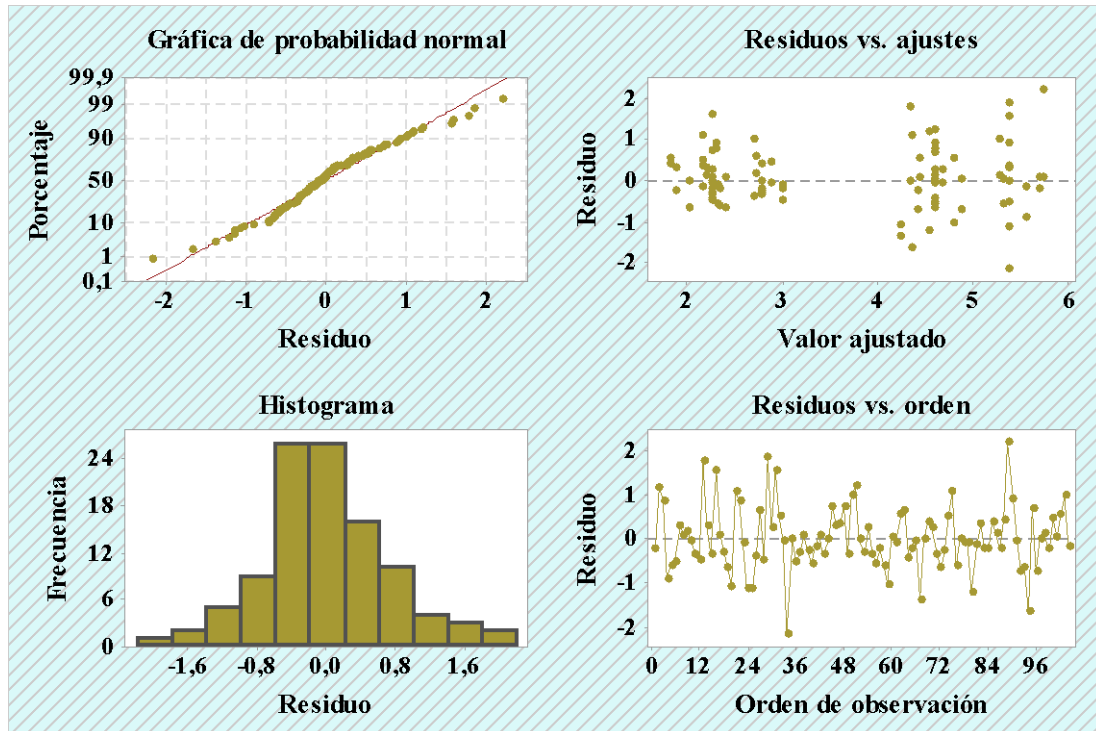 Gráfica de probabilidad normal
99,9
99
90
50
10
1
0,1
Porcentaje
-2 -1 0 1 2
Residuo
Residuos vs. ajustes
2
1
0
-1
-2
Residuo
2 3 4 5 6
Valor ajustado
Histograma
24
18
12
6
0
Frecuencia
-1,6 -0,8 0,0 0,8 1,6
Residuo
Residuos vs. orden
2
1
0
-1
-2
Residuo
0 12 24 36 48 60 72 84 96
Orden de observación